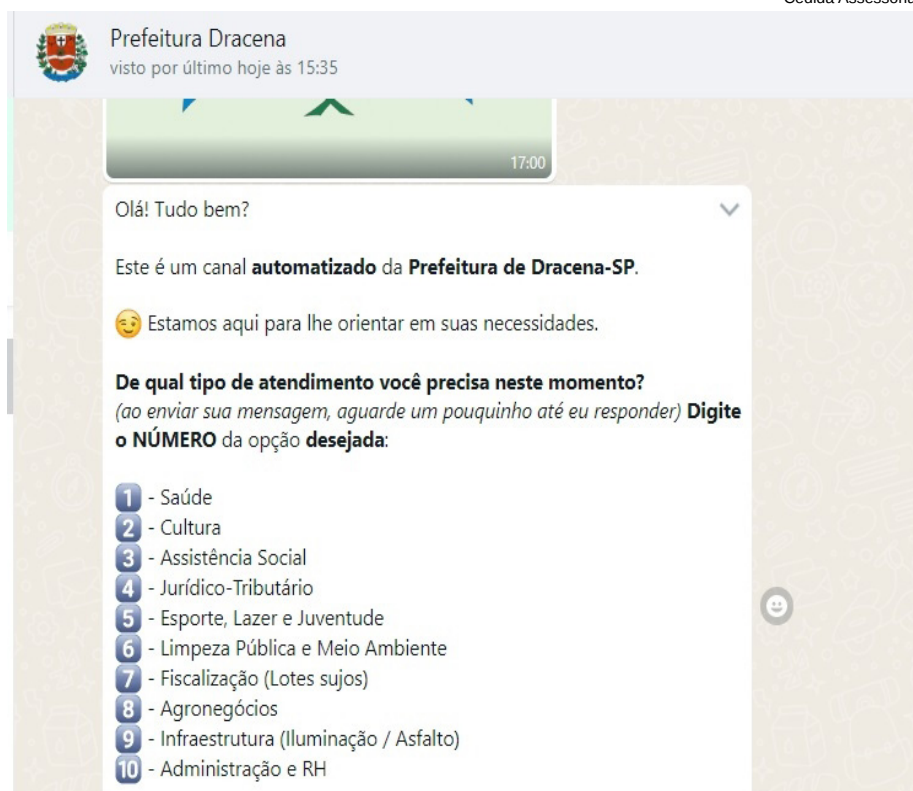 Prefeitura Dracena
visto por último hoje às 15:35
17:00
Olá! Tudo bem?
Este é um canal automatizado da Prefeitura de Dracena-SP.
😉 Estamos aqui para lhe orientar em suas necessidades.
De qual tipo de atendimento você precisa neste momento?
(ao enviar sua mensagem, aguarde um pouquinho até eu responder) Digite
o NÚMERO da opção desejada:
1 - Saúde
2 - Cultura
3 - Assistência Social
4 - Jurídico-Tributário
5 - Esporte, Lazer e Juventude
6 - Limpeza Pública e Meio Ambiente
7 - Fiscalização (Lotes sujos)
8 - Agronegócios
9 - Infraestrutura (Iluminação / Asfalto)
10 - Administração e RH